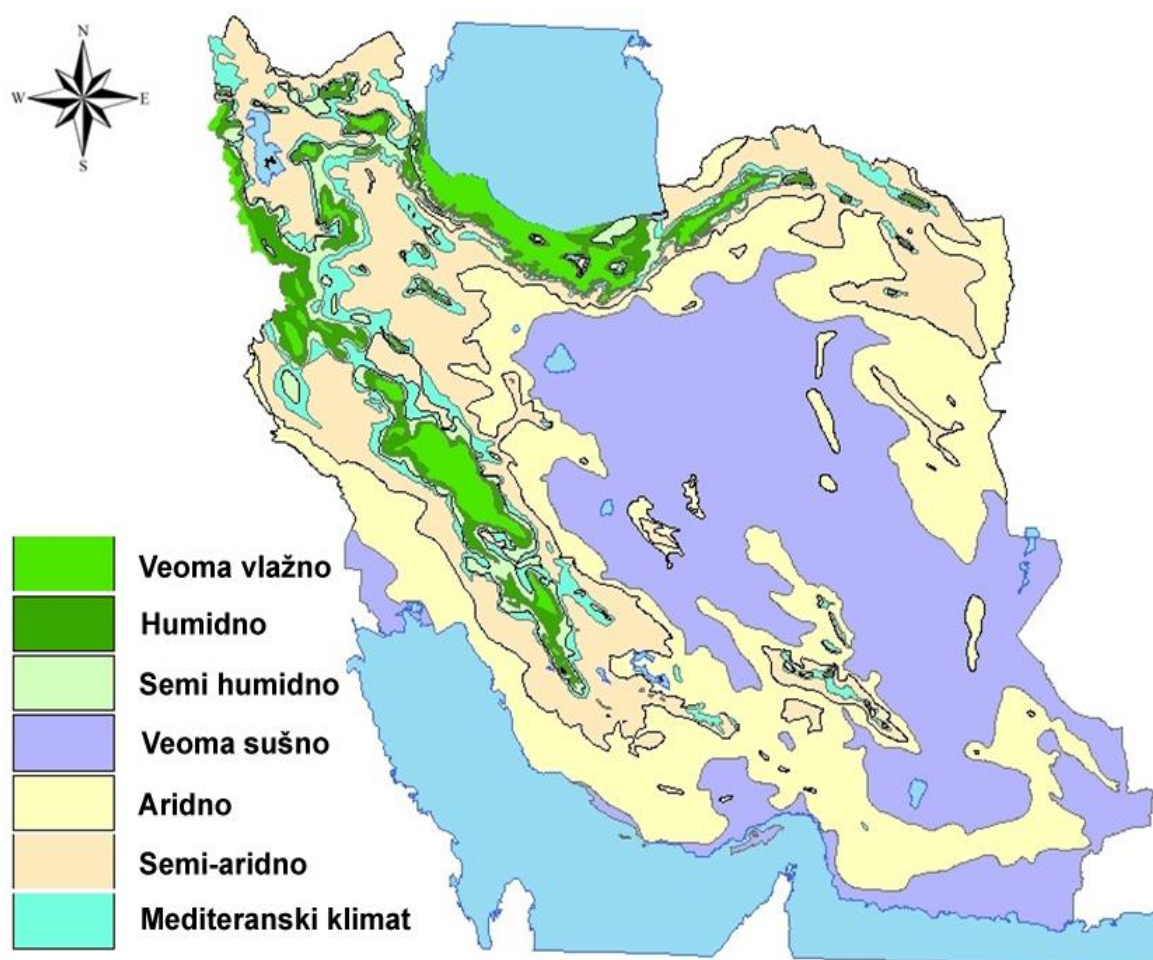 N
W
E
S
Veoma vlažno
Humidno
Semi humidno
Veoma sušno
Aridno
Semi-aridno
Mediteranski klimat